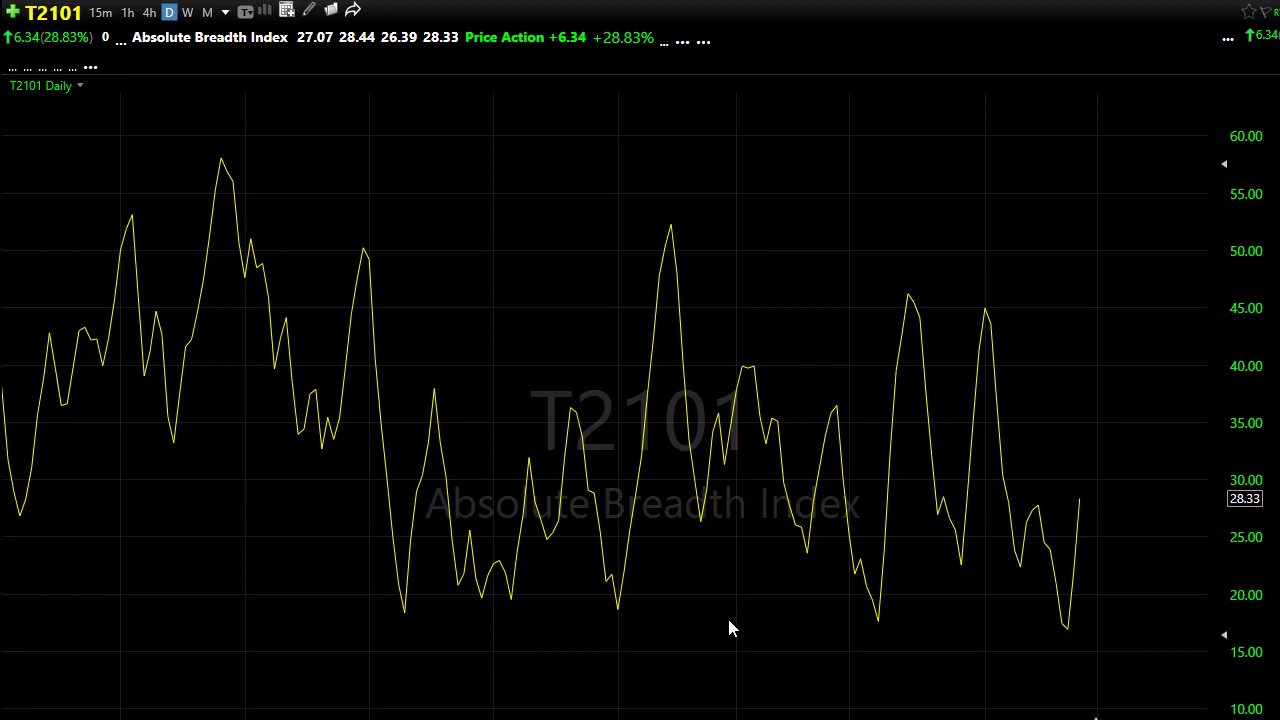 T2101 15m 1h 4h D W M T
6.34(28.83%) 0 ... Absolute Breadth Index 27.07 28.44 26.39 28.33 Price Action +6.34 +28.83% ... ... ... ... 6.34
... ... ... ... ... ...
T2101 Daily
60.00
55.00
50.00
45.00
40.00
35.00
30.00
28.33
25.00
20.00
15.00
10.00
T2101
Absolute Breadth Index